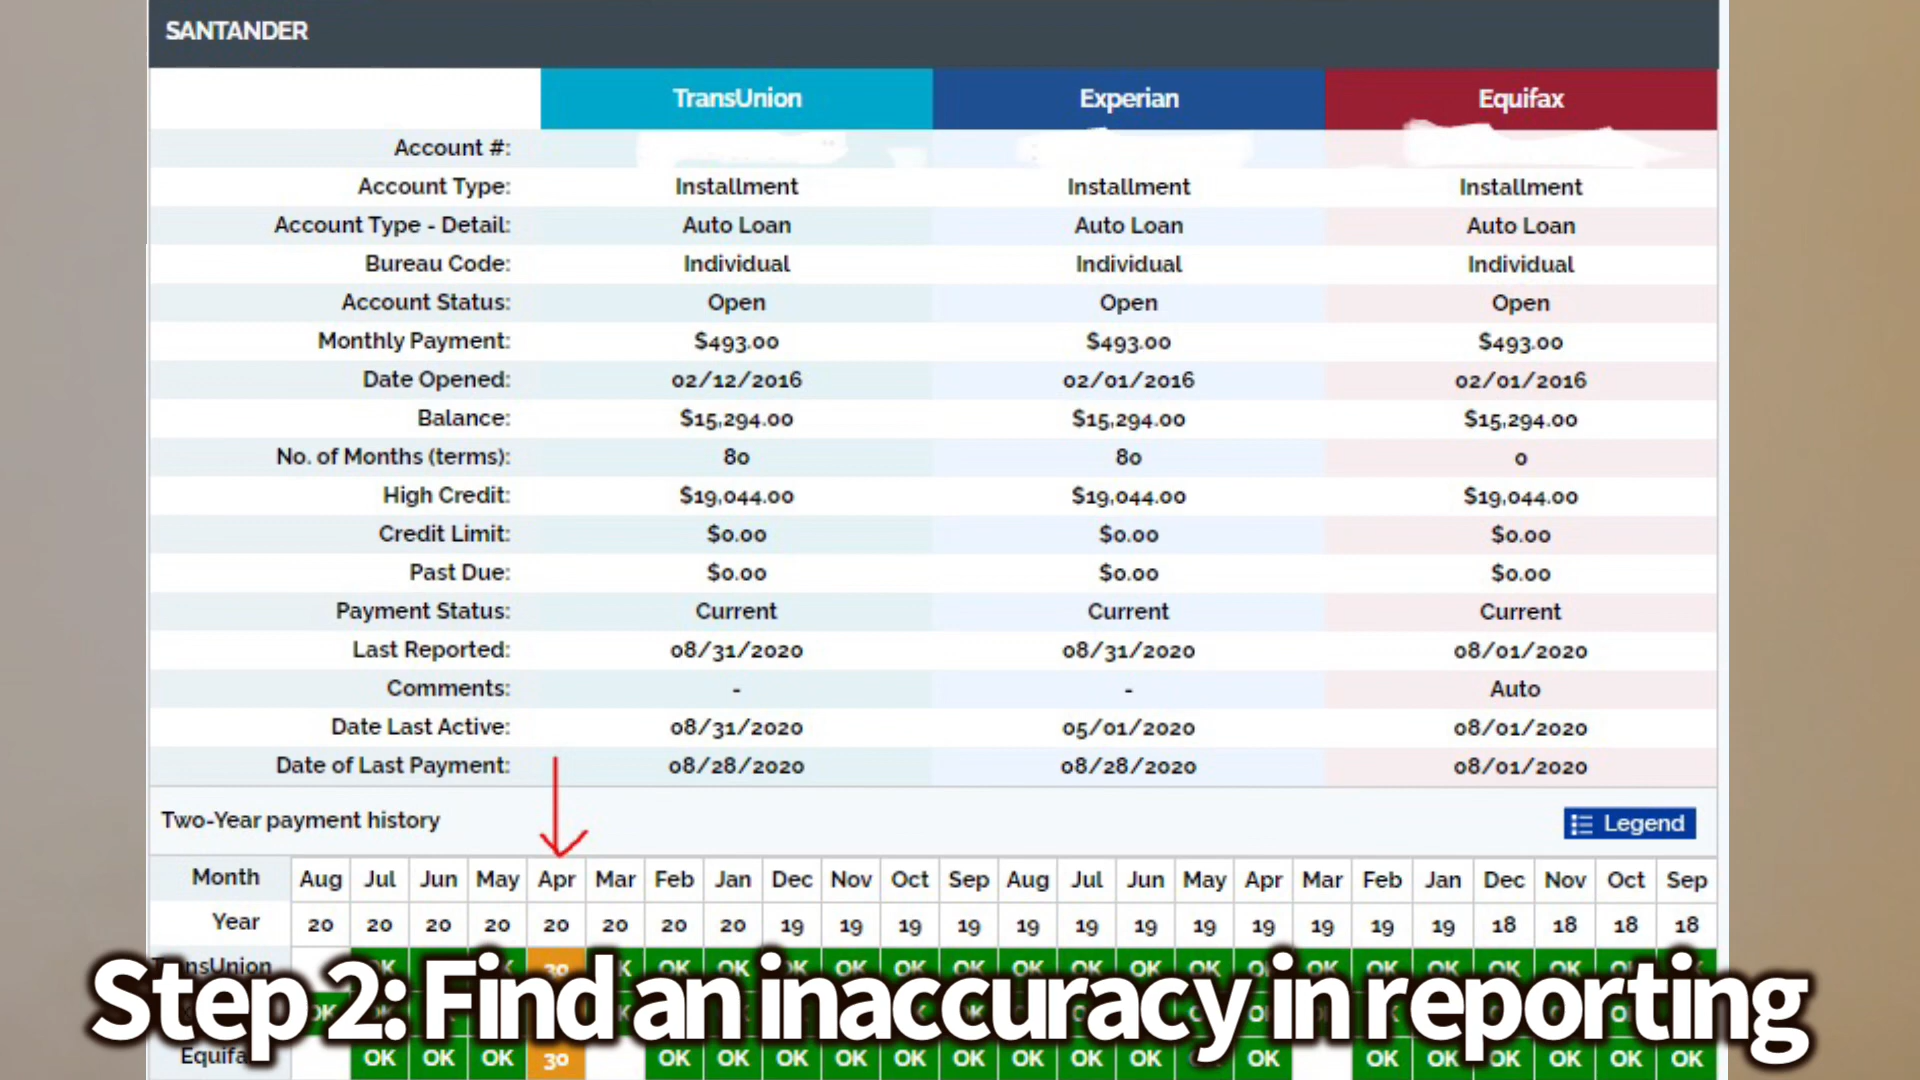 SANTANDER
TransUnion Experian Equifax
Account #:
Account Type: Installment Installment Installment
Account Type - Detail: Auto Loan Auto Loan Auto Loan
Bureau Code: Individual Individual Individual
Account Status: Open Open Open
Monthly Payment: $493.00 $493.00 $493.00
Date Opened: 02/12/2016 02/01/2016 02/01/2016
Balance: $15,294.00 $15,294.00 $15,294.00
No. of Months (terms): 80 80 0
High Credit: $19,044.00 $19,044.00 $19,044.00
Credit Limit: $0.00 $0.00 $0.00
Past Due: $0.00 $0.00 $0.00
Payment Status: Current Current Current
Last Reported: 08/31/2020 08/31/2020 08/01/2020
Comments: - - Auto
Date Last Active: 08/31/2020 05/01/2020 08/01/2020
Date of Last Payment: 08/28/2020 08/28/2020 08/01/2020
Two-Year payment history Legend
Month Aug Jul Jun May Apr Mar Feb Jan Dec Nov Oct Sep Aug Jul Jun May Apr Mar Feb Jan Dec Nov Oct Sep
Year 20 20 20 20 20 20 20 20 19 19 19 19 19 19 19 19 19 19 19 19 18 18 18 18
TransUnion OK 30 OK OK OK OK OK OK OK OK OK OK OK OK OK OK OK OK OK
Step 2: Find an inaccuracy in reporting
OK OK OK 30 OK OK OK OK OK OK OK OK OK OK OK OK OK OK OK OK